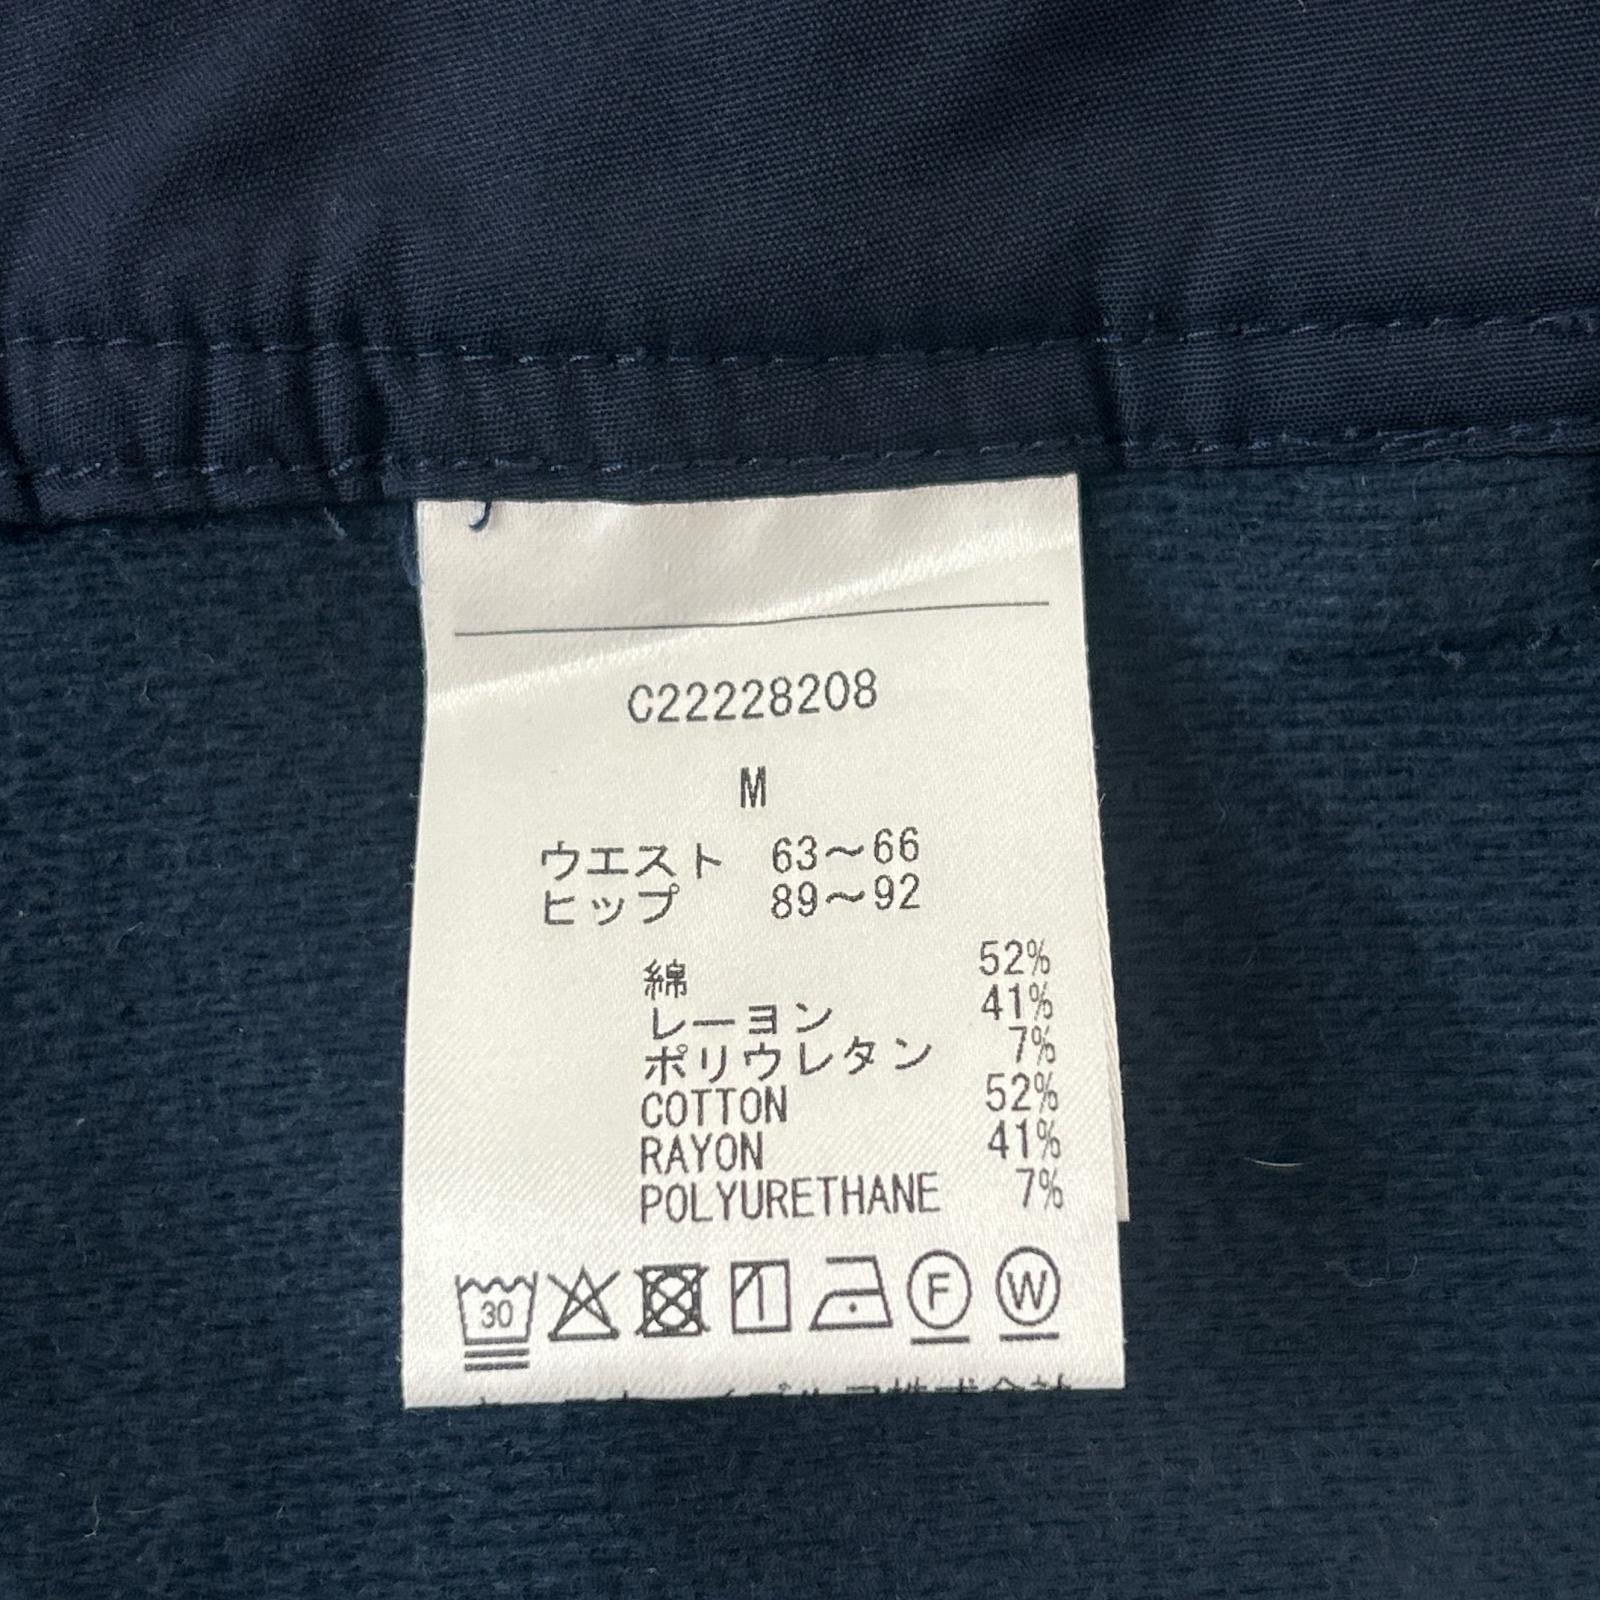 C22228208
M
ウエスト 63～66
ヒップ 89～92
綿 52%
レーヨン 41%
ポリウレタン 7%
COTTON 52%
RAYON 41%
POLYURETHANE 7%
30 F W